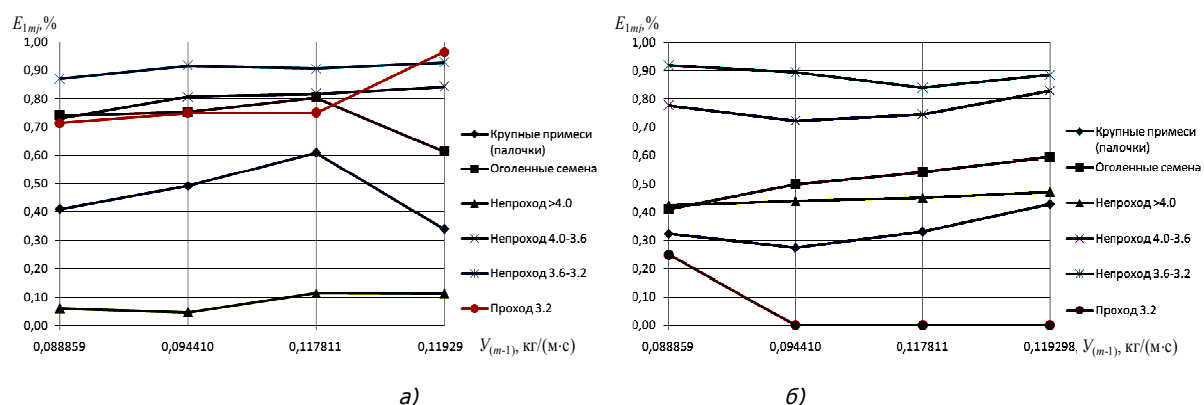 E1mj,%
1,00
0,90
0,80
0,70
0,60
0,50
0,40
0,30
0,20
0,10
0,00
0,088859
0,094410
0,117811
0,11929
У(m-1), кг/(м·с)
Крупные примеси
(палочки)
Оголенные семена
Непроход >4.0
Непроход 4.0-3.6
Непроход 3.6-3.2
Проход 3.2
а)
E1mj,%
1,00
0,90
0,80
0,70
0,60
0,50
0,40
0,30
0,20
0,10
0,00
0,088859
0,094410
0,117811
0,119298,
У(m-1), кг/(м·с)
Крупные примеси
(палочки)
Оголенные семена
Непроход >4.0
Непроход 4.0-3.6
Непроход 3.6-3.2
Проход 3.2
б)